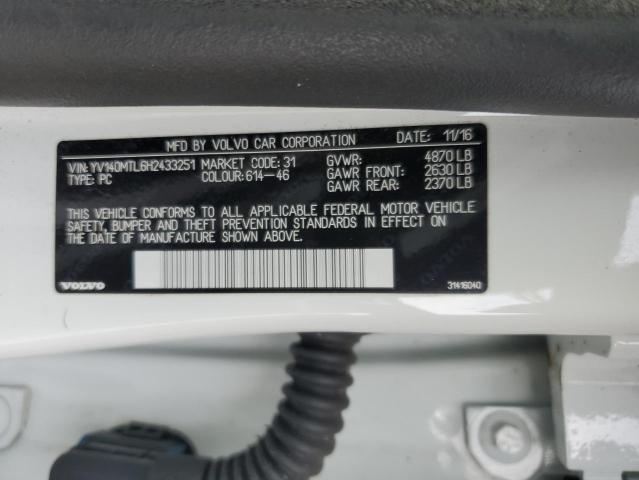 MFD BY VOLVO CAR CORPORATION DATE: 11/16
VIN: YV140MTL6H2433251 MARKET CODE: 31 GVWR: 4870 LB
TYPE: PC COLOUR: 614-46 GAWR FRONT: 2630 LB
GAWR REAR: 2370 LB
THIS VEHICLE CONFORMS TO ALL APPLICABLE FEDERAL MOTOR VEHICLE
SAFETY, BUMPER AND THEFT PREVENTION STANDARDS IN EFFECT ON
THE DATE OF MANUFACTURE SHOWN ABOVE.
VOLVO 31416040